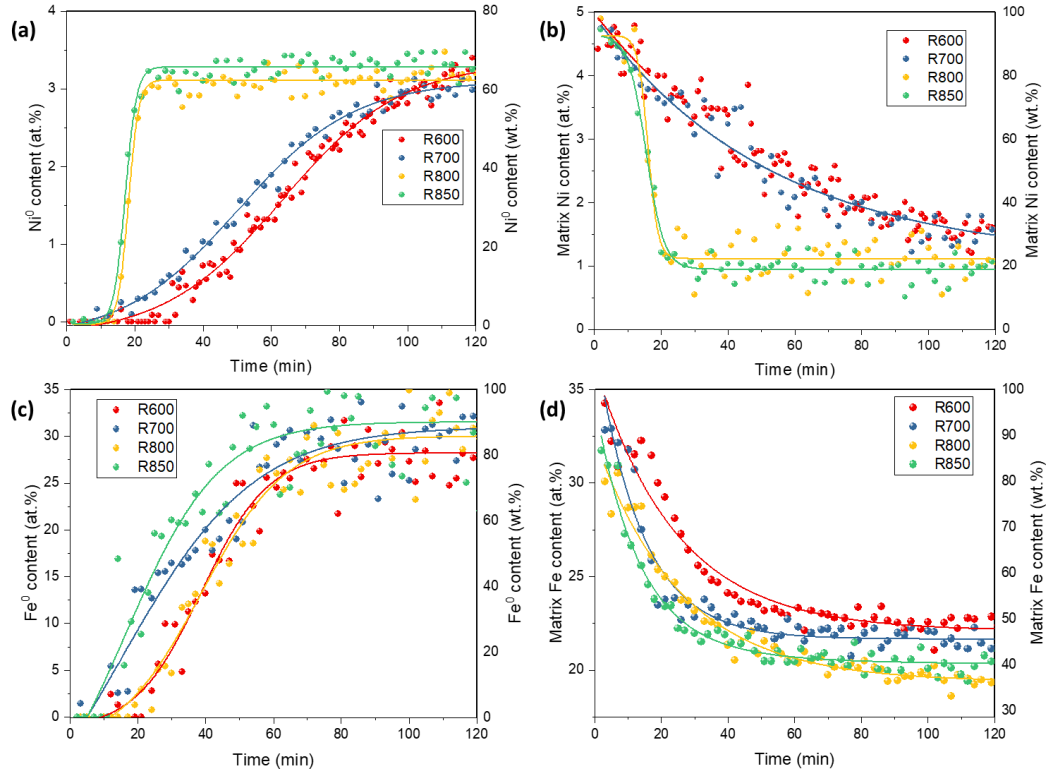 (a)
Ni⁰ content (at.%)
4
3
2
1
0
80
60
40
20
0
Ni⁰ content (wt.%)
R600
R700
R800
R850
0 20 40 60 80 100 120
Time (min)
(b)
Matrix Ni content (at.%)
5
4
3
2
1
0
100
80
60
40
20
0
Matrix Ni content (wt.%)
R600
R700
R800
R850
0 20 40 60 80 100 120
Time (min)
(c)
Fe⁰ content (at.%)
35
30
25
20
15
10
5
0
100
80
60
40
20
0
Fe⁰ content (wt.%)
R600
R700
R800
R850
0 20 40 60 80 100 120
Time (min)
(d)
Matrix Fe content (at.%)
35
30
25
20
100
90
80
70
60
50
40
30
Matrix Fe content (wt.%)
R600
R700
R800
R850
0 20 40 60 80 100 120
Time (min)